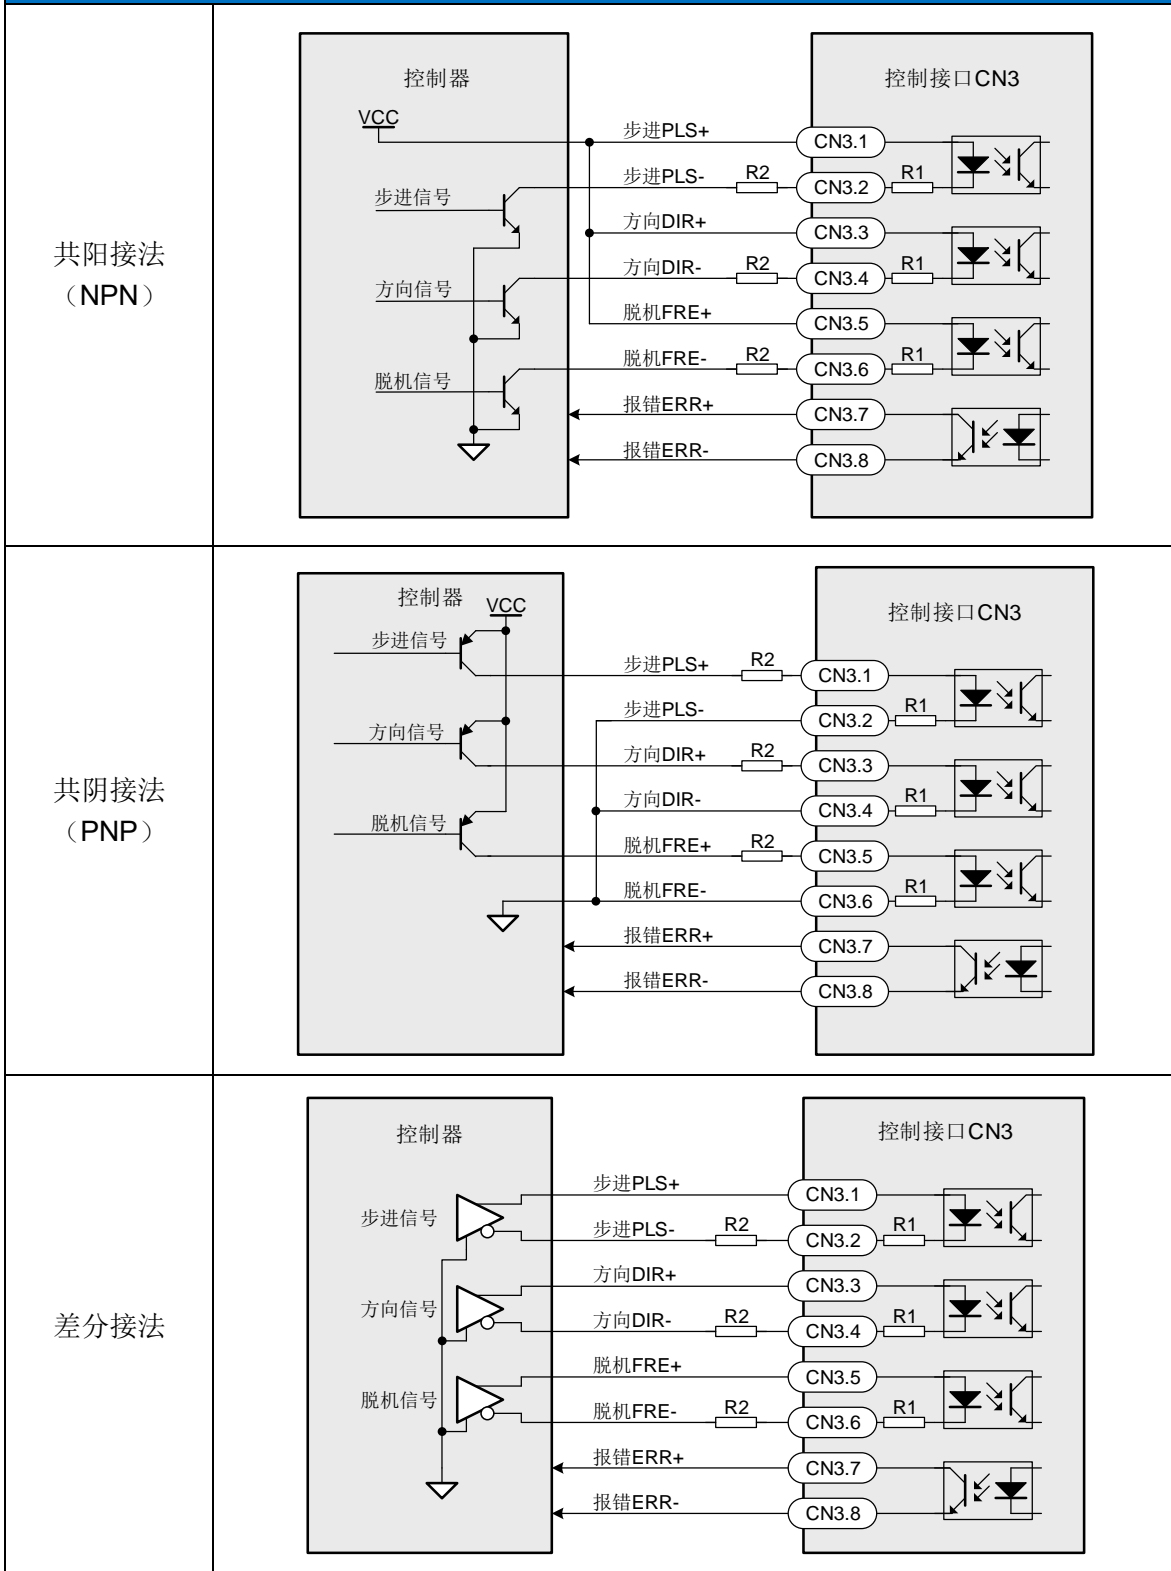 共阳接法
（NPN）
控制器
控制接口CN3
VCC
步进PLS+
CN3.1
步进信号
步进PLS-
R2
CN3.2
R1
方向DIR+
CN3.3
方向信号
方向DIR-
R2
CN3.4
R1
脱机FRE+
CN3.5
脱机信号
脱机FRE-
R2
CN3.6
R1
报错ERR+
CN3.7
报错ERR-
CN3.8
共阴接法
（PNP）
控制器
VCC
控制接口CN3
步进信号
步进PLS+
R2
CN3.1
步进PLS-
CN3.2
R1
方向信号
方向DIR+
R2
CN3.3
方向DIR-
CN3.4
R1
脱机信号
脱机FRE+
R2
CN3.5
脱机FRE-
CN3.6
R1
报错ERR+
CN3.7
报错ERR-
CN3.8
差分接法
控制器
控制接口CN3
步进PLS+
CN3.1
步进信号
步进PLS-
R2
CN3.2
R1
方向DIR+
CN3.3
方向信号
方向DIR-
R2
CN3.4
R1
脱机FRE+
CN3.5
脱机信号
脱机FRE-
R2
CN3.6
R1
报错ERR+
CN3.7
报错ERR-
CN3.8